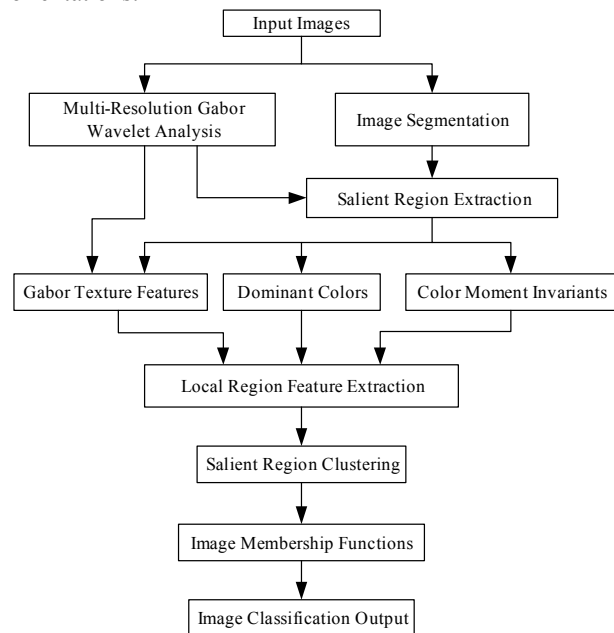 Input Images
Multi-Resolution Gabor
Wavelet Analysis
Image Segmentation
Salient Region Extraction
Gabor Texture Features
Dominant Colors
Color Moment Invariants
Local Region Feature Extraction
Salient Region Clustering
Image Membership Functions
Image Classification Output